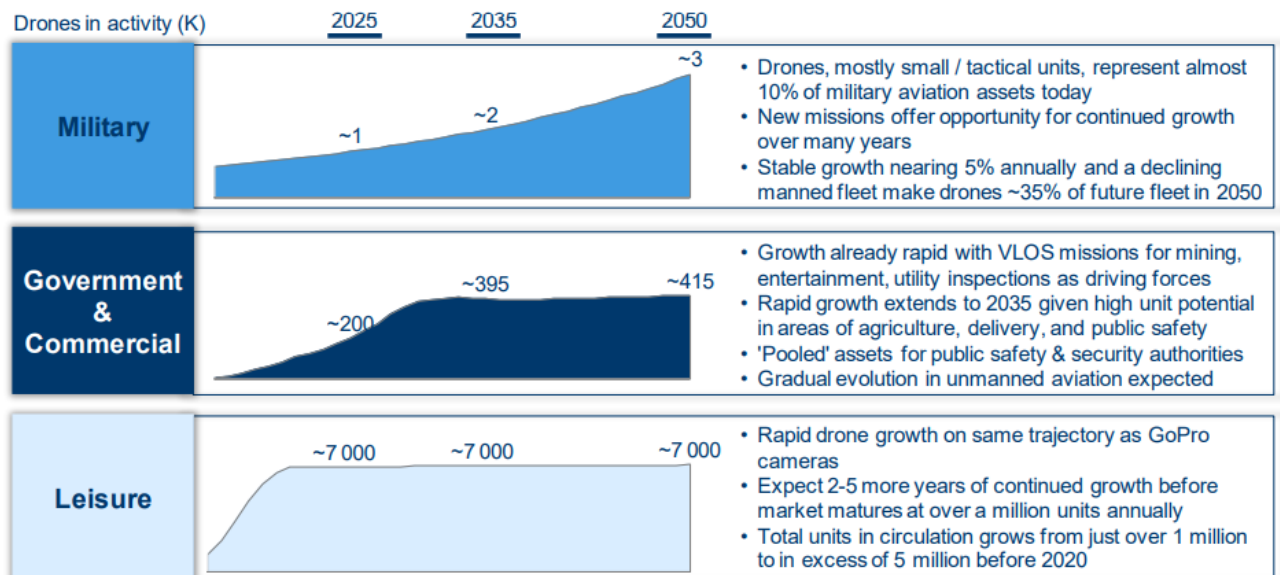 Drones in activity (K) 2025 2035 2050
Military
~1
~2
~3
• Drones, mostly small / tactical units, represent almost
10% of military aviation assets today
• New missions offer opportunity for continued growth
over many years
• Stable growth nearing 5% annually and a declining
manned fleet make drones ~35% of future fleet in 2050
Government
&
Commercial
~200
~395
~415
• Growth already rapid with VLOS missions for mining,
entertainment, utility inspections as driving forces
• Rapid growth extends to 2035 given high unit potential
in areas of agriculture, delivery, and public safety
• 'Pooled' assets for public safety & security authorities
• Gradual evolution in unmanned aviation expected
Leisure
~7 000
~7 000
~7 000
• Rapid drone growth on same trajectory as GoPro
cameras
• Expect 2-5 more years of continued growth before
market matures at over a million units annually
• Total units in circulation grows from just over 1 million
to in excess of 5 million before 2020